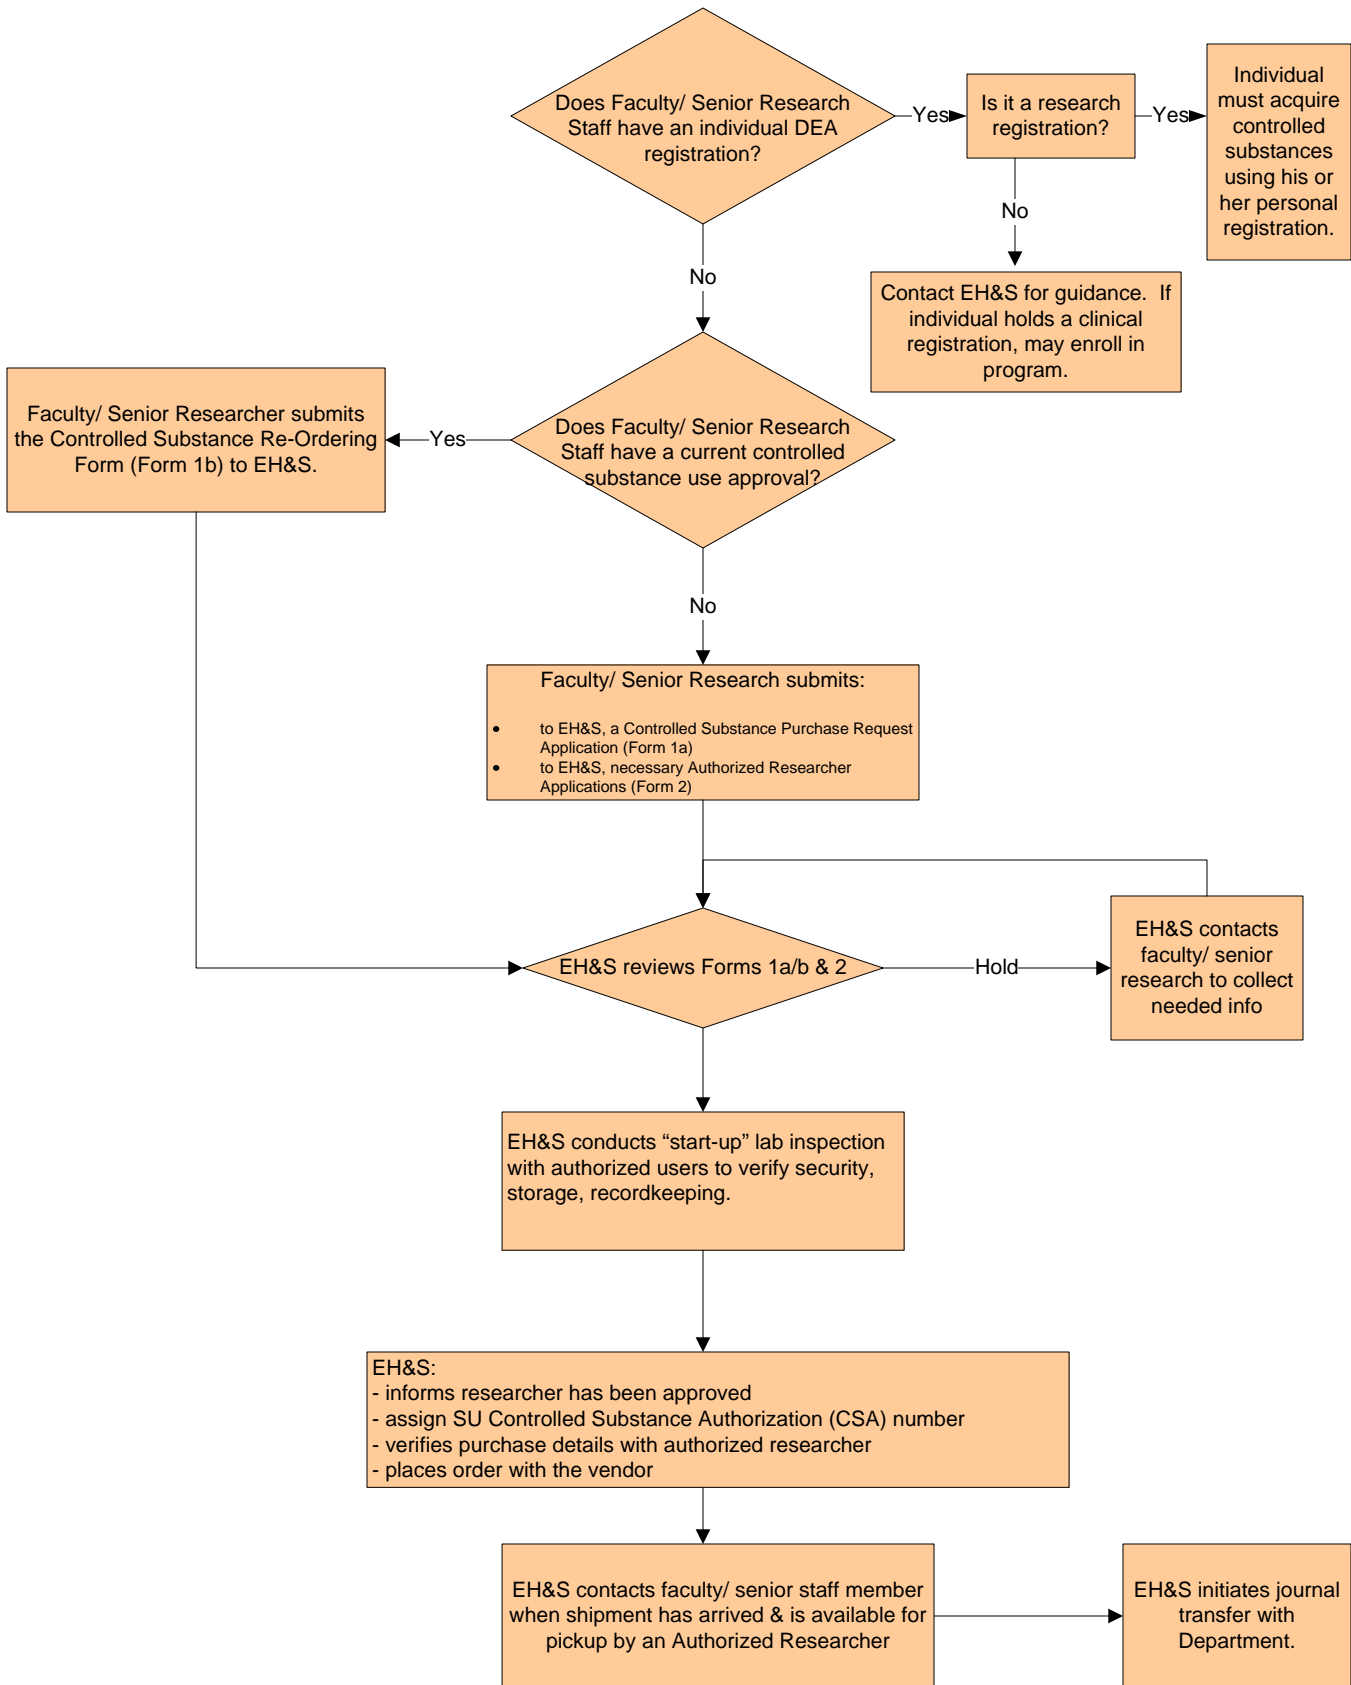 Does Faculty/ Senior Research
Staff have an individual DEA
registration?
Yes
Is it a research
registration?
Yes
Individual
must acquire
controlled
substances
using his or
her personal
registration.
No
No
Contact EH&S for guidance.  If
individual holds a clinical
registration, may enroll in
program.
Faculty/ Senior Researcher submits
the Controlled Substance Re-Ordering
Form (Form 1b) to EH&S.
Yes
Does Faculty/ Senior Research
Staff have a current controlled
substance use approval?
No
Faculty/ Senior Research submits:
• to EH&S, a Controlled Substance Purchase Request
Application (Form 1a)
• to EH&S, necessary Authorized Researcher
Applications (Form 2)
EH&S reviews Forms 1a/b & 2
Hold
EH&S contacts
faculty/ senior
research to collect
needed info
EH&S conducts “start-up” lab inspection
with authorized users to verify security,
storage, recordkeeping.
EH&S:
- informs researcher has been approved
- assign SU Controlled Substance Authorization (CSA) number
- verifies purchase details with authorized researcher
- places order with the vendor
EH&S contacts faculty/ senior staff member
when shipment has arrived & is available for
pickup by an Authorized Researcher
EH&S initiates journal
transfer with
Department.